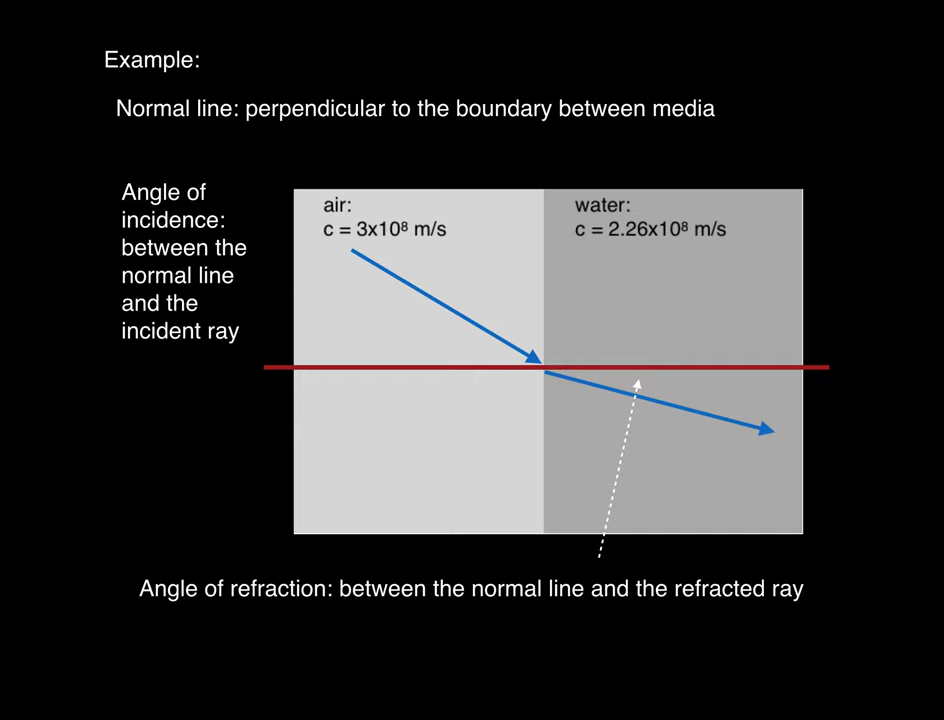 Example:
Normal line: perpendicular to the boundary between media
Angle of
incidence:
between the
normal line
and the
incident ray
air:
c = 3x10⁸ m/s
water:
c = 2.26x10⁸ m/s
Angle of refraction: between the normal line and the refracted ray